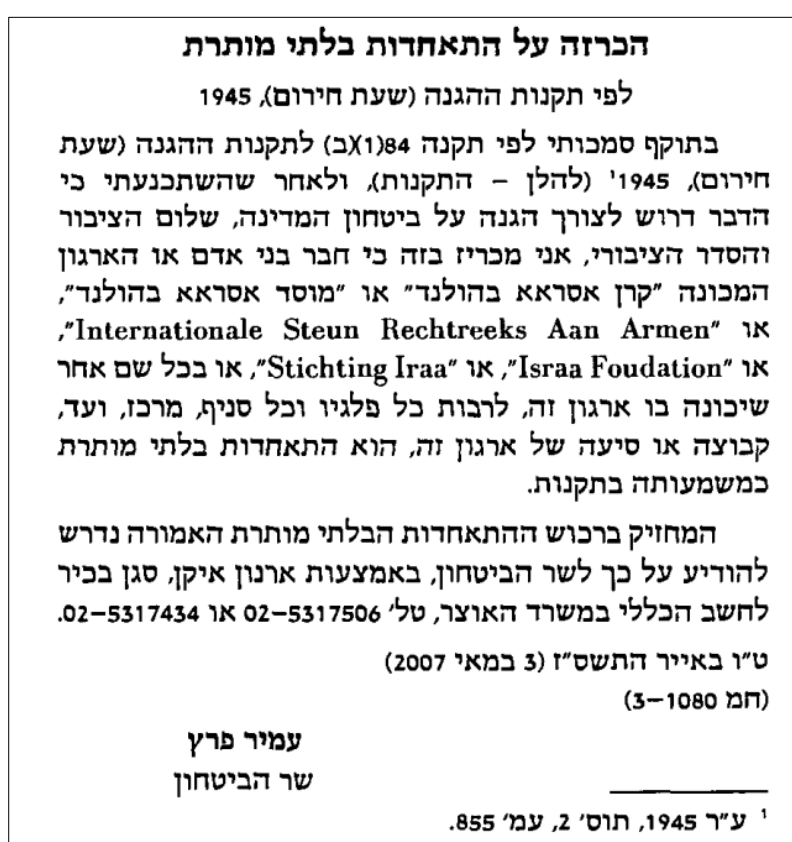 הכרזה על התאחדות בלתי מותרת
לפי תקנות ההגנה (שעת חירום), 1945
בתוקף סמכותי לפי תקנה 84(1)(ב) לתקנות ההגנה (שעת
חירום), 1945¹ (להלן – התקנות), ולאחר שהשתכנעתי כי
הדבר דרוש לצורך הגנה על ביטחון המדינה, שלום הציבור
והסדר הציבורי, אני מכריז בזה כי חבר בני אדם או הארגון
המכונה "קרן אסראא בהולנד" או "מוסד אסראא בהולנד",
או "Internationale Steun Rechtreeks Aan Armen",
או "Israa Foudation", או "Stichting Iraa", או בכל שם אחר
שיכונה בו ארגון זה, לרבות כל פלגיו וכל סניף, מרכז, ועד,
קבוצה או סיעה של ארגון זה, הוא התאחדות בלתי מותרת
כמשמעותה בתקנות.
המחזיק ברכוש ההתאחדות הבלתי מותרת האמורה נדרש
להודיע על כך לשר הביטחון, באמצעות ארנון איקן, סגן בכיר
לחשב הכללי במשרד האוצר, טל' 02–5317506 או 02–5317434.
ט"ו באייר התשס"ז (3 במאי 2007)
(חמ 1080–3)
עמיר פרץ
שר הביטחון
¹ ע"ר 1945, תוס' 2, עמ' 855.